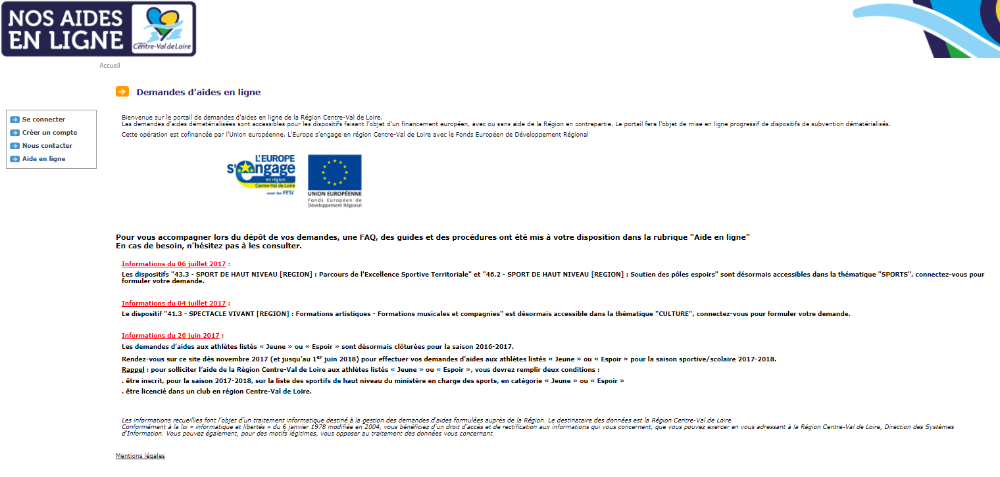 NOS AIDES
EN LIGNE
Région
Centre-Val de Loire
Accueil
Demandes d’aides en ligne
Se connecter
Créer un compte
Nous contacter
Aide en ligne
Bienvenue sur le portail de demandes d'aides en ligne de la Région Centre-Val de Loire.
Les demandes d'aides dématérialisées sont accessibles pour les dispositifs faisant l’objet d’un financement européen, avec ou sans aide de la Région en contrepartie. Le portail fera l'objet de mise en ligne progressif de dispositifs de subvention dématérialisés.
Cette opération est cofinancée par l’Union européenne. L'Europe s’engage en région Centre-Val de Loire avec le Fonds Européen de Développement Régional
L'EUROPE
s'engage
en région
Centre-Val de Loire
avec les FESI
UNION EUROPÉENNE
Fonds Européen de
Développement Régional
Pour vous accompagner lors du dépôt de vos demandes, une FAQ, des guides et des procédures ont été mis à votre disposition dans la rubrique "Aide en ligne"
En cas de besoin, n'hésitez pas à les consulter.
Informations du 06 juillet 2017 :
Les dispositifs "43.3 - SPORT DE HAUT NIVEAU [REGION] : Parcours de l'Excellence Sportive Territoriale" et "46.2 - SPORT DE HAUT NIVEAU [REGION] : Soutien des pôles espoirs" sont désormais accessibles dans la thématique "SPORTS", connectez-vous pour
formuler votre demande.
Informations du 04 juillet 2017 :
Le dispositif "41.3 - SPECTACLE VIVANT [REGION] : Formations artistiques - Formations musicales et compagnies" est désormais accessible dans la thématique "CULTURE", connectez-vous pour formuler votre demande.
Informations du 26 juin 2017 :
Les demandes d’aides aux athlètes listés « Jeune » ou « Espoir » sont désormais clôturées pour la saison 2016-2017.
Rendez-vous sur ce site dès novembre 2017 (et jusqu’au 1er juin 2018) pour effectuer vos demandes d’aides aux athlètes listés « Jeune » ou « Espoir » pour la saison sportive/scolaire 2017-2018.
Rappel : pour solliciter l’aide de la Région Centre-Val de Loire aux athlètes listés « Jeune » ou « Espoir », vous devrez remplir deux conditions :
. être inscrit, pour la saison 2017-2018, sur la liste des sportifs de haut niveau du ministère en charge des sports, en catégorie « Jeune » ou « Espoir »
. être licencié dans un club en région Centre-Val de Loire.
Les informations recueillies font l’objet d’un traitement informatique destiné à la gestion des demandes d’aides formulées auprès de la Région. Le destinataire des données est la Région Centre-Val de Loire.
Conformément à la loi « informatique et libertés » du 6 janvier 1978 modifiée en 2004, vous bénéficiez d’un droit d’accès et de rectification aux informations qui vous concernent, que vous pouvez exercer en vous adressant à la Région Centre-Val de Loire, Direction des Systèmes
d'Information. Vous pouvez également, pour des motifs légitimes, vous opposer au traitement des données vous concernant.
Mentions légales